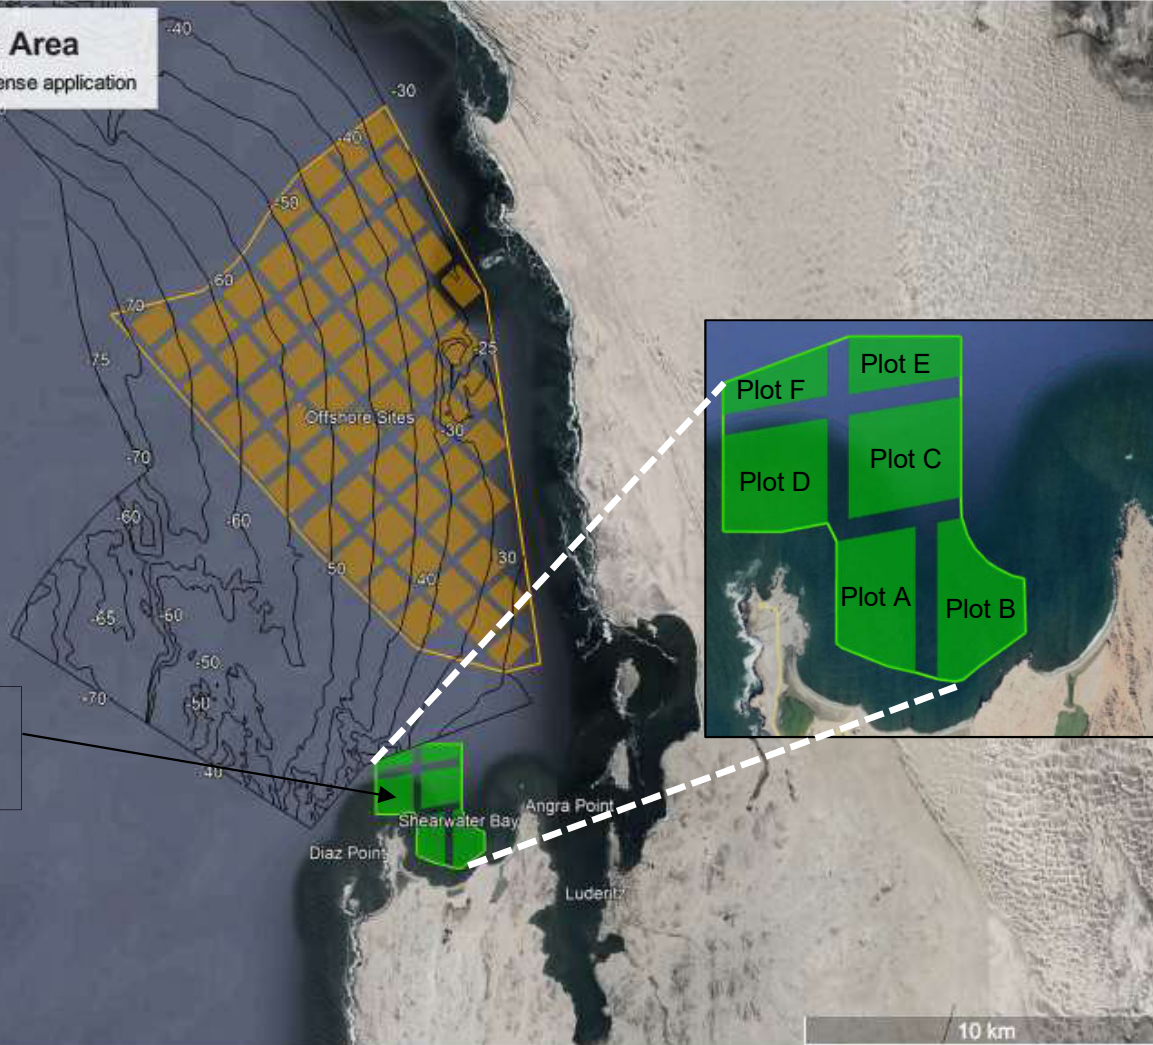 Area
ense application
-40
-30
-40
-50
60
-70
-25
75
Offshore Sites
-30
-70
-60
-60
30
50
40
-65
-60
-50
-70
-50
-40
Plot E
Plot F
Plot C
Plot D
Plot A
Plot B
Angra Point
Shearwater Bay
Diaz Point
Luderitz
10 km